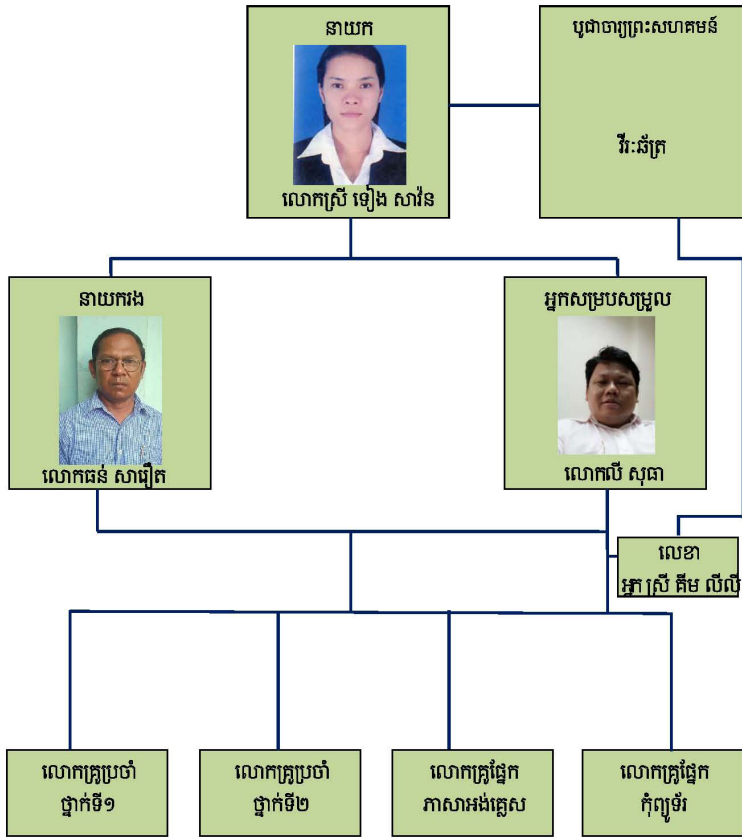 នាយក
លោកស្រី ទៀង សាវ៉ន
បូជាចារ្យព្រះសហគមន៍
វីរៈឆ័ត្រ
នាយករង
លោកធន់ សារឿត
អ្នកសម្របសម្រួល
លោកលី សុធា
លេខា
អ្នកស្រី គីម លីលី
លោកគ្រូប្រចាំ
ថ្នាក់ទី១
លោកគ្រូប្រចាំ
ថ្នាក់ទី២
លោកគ្រូផ្នែក
ភាសាអង់គ្លេស
លោកគ្រូផ្នែក
កុំព្យូទ័រ